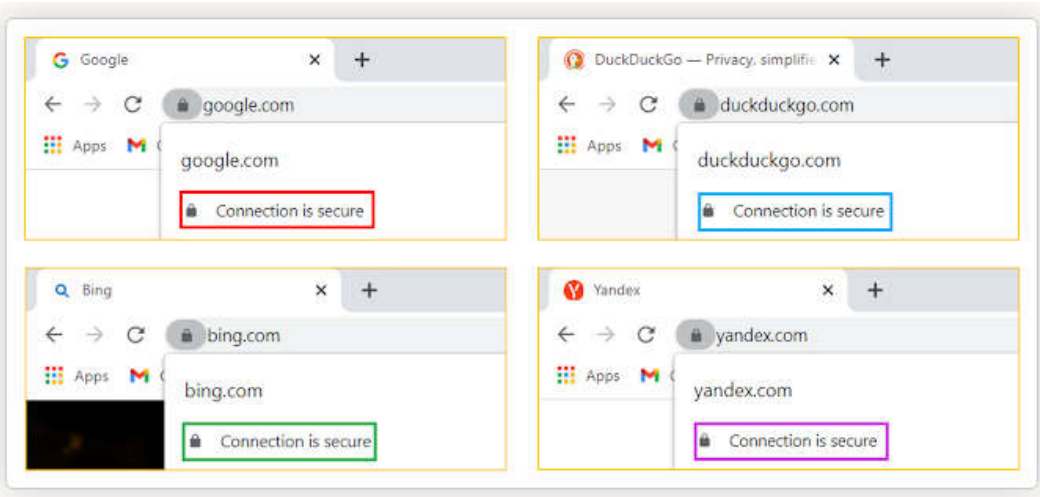 Google
google.com
Apps
google.com
Connection is secure
DuckDuckGo — Privacy, simplifie
duckduckgo.com
Apps
duckduckgo.com
Connection is secure
Bing
bing.com
Apps
bing.com
Connection is secure
Yandex
yandex.com
Apps
yandex.com
Connection is secure